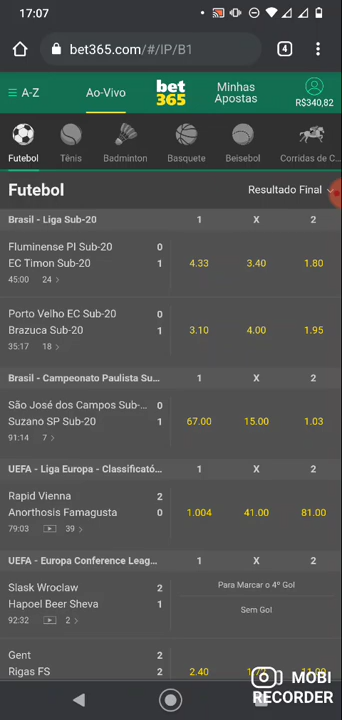 17:07
bet365.com/#/IP/B1
4
A-Z
Ao-Vivo
bet
365
Minhas
Apostas
R$340,82
Futebol
Tênis
Badminton
Basquete
Beisebol
Corridas de C...
Futebol
Resultado Final
Brasil - Liga Sub-20 1 X 2
Fluminense PI Sub-20 0
EC Timon Sub-20 1 4.33 3.40 1.80
45:00 24
Porto Velho EC Sub-20 0
Brazuca Sub-20 1 3.10 4.00 1.95
35:17 18
Brasil - Campeonato Paulista Su... 1 X 2
São José dos Campos Sub-... 0
Suzano SP Sub-20 1 67.00 15.00 1.03
91:14 7
UEFA - Liga Europa - Classificató... 1 X 2
Rapid Vienna 2
Anorthosis Famagusta 0 1.004 41.00 81.00
79:03 39
UEFA - Europa Conference Leag... 1 X 2
Slask Wroclaw 2
Para Marcar o 4º Gol
Hapoel Beer Sheva 1
Sem Gol
92:32 2
Gent 2
Rigas FS 2 2.40
MOBI
RECORDER